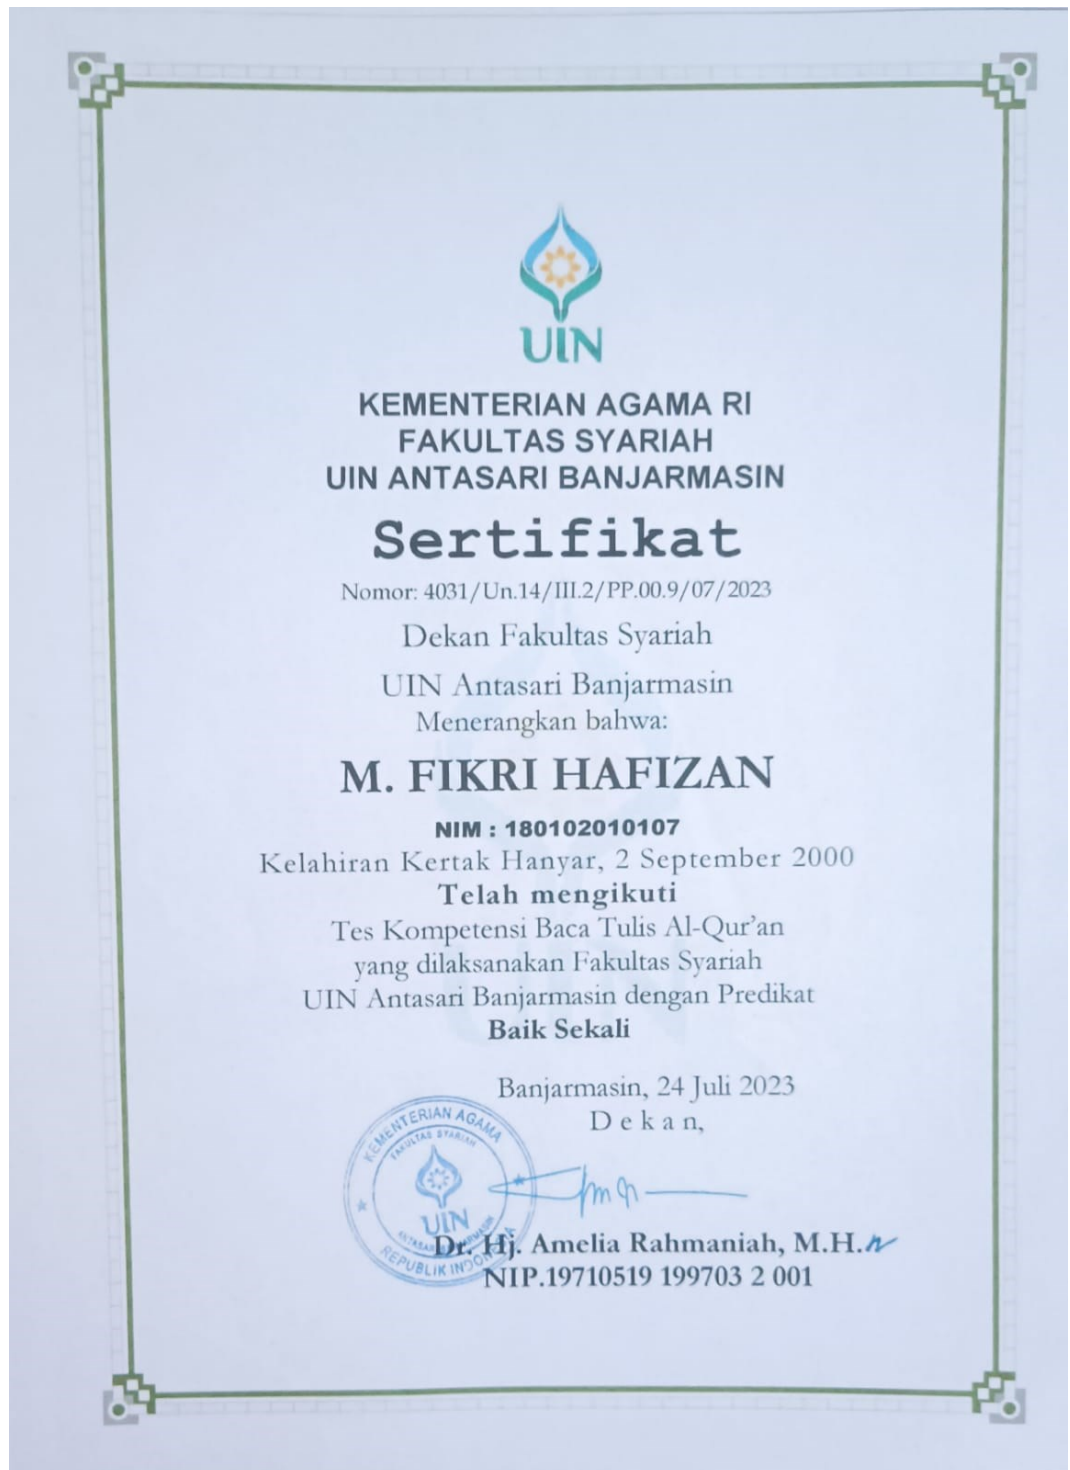 UIN
KEMENTERIAN AGAMA RI
FAKULTAS SYARIAH
UIN ANTASARI BANJARMASIN
Sertifikat
Nomor: 4031/Un.14/III.2/PP.00.9/07/2023
Dekan Fakultas Syariah
UIN Antasari Banjarmasin
Menerangkan bahwa:
M. FIKRI HAFIZAN
NIM : 180102010107
Kelahiran Kertak Hanyar, 2 September 2000
Telah mengikuti
Tes Kompetensi Baca Tulis Al-Qur'an
yang dilaksanakan Fakultas Syariah
UIN Antasari Banjarmasin dengan Predikat
Baik Sekali
Banjarmasin, 24 Juli 2023
D e k a n,
KEMENTERIAN AGAMA
FAKULTAS SYARIAH
UIN
ANTASARI BANJARMASIN
REPUBLIK INDONESIA
Dr. Hj. Amelia Rahmaniah, M.H.
NIP.19710519 199703 2 001